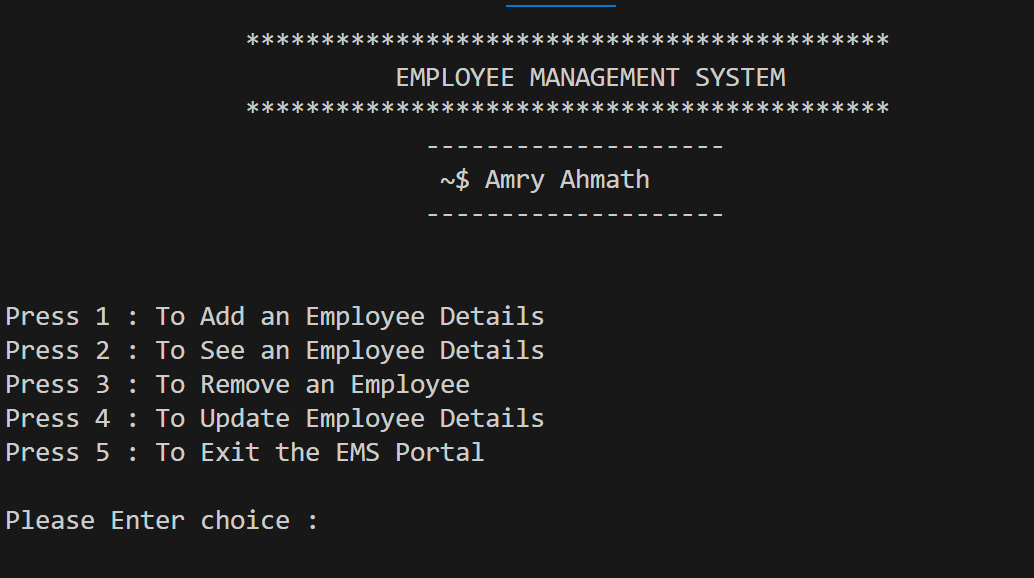 *******************************************
EMPLOYEE MANAGEMENT SYSTEM
*******************************************
--------------------
~$ Amry Ahmath
--------------------
Press 1 : To Add an Employee Details
Press 2 : To See an Employee Details
Press 3 : To Remove an Employee
Press 4 : To Update Employee Details
Press 5 : To Exit the EMS Portal
Please Enter choice :